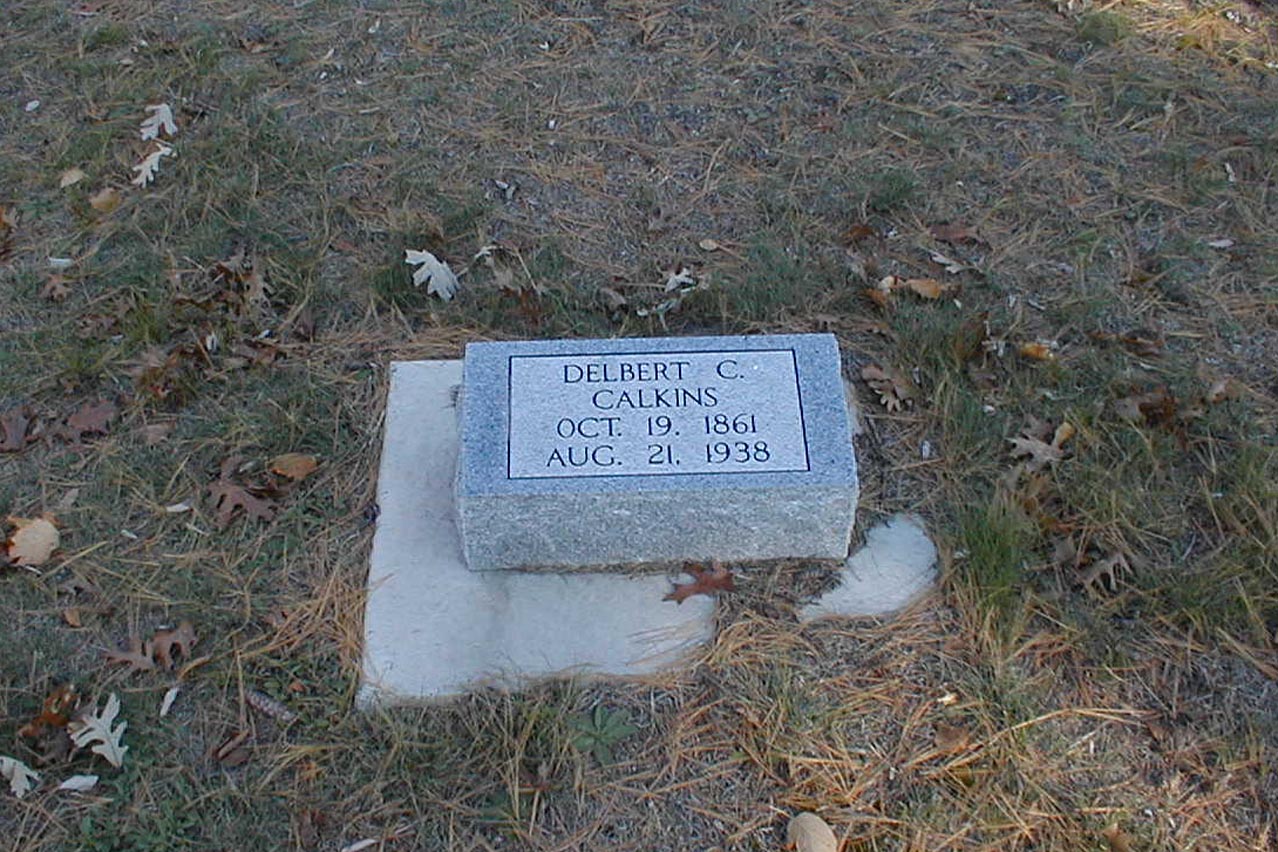 DELBERT C.
CALKINS
OCT. 19. 1861
AUG. 21. 1938